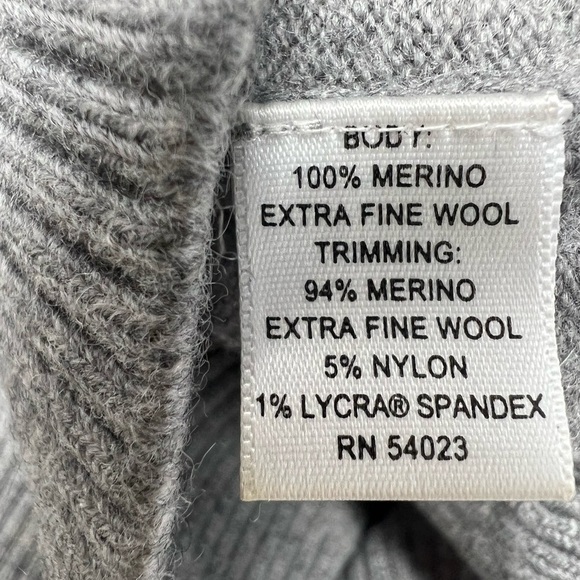 BODY:
100% MERINO
EXTRA FINE WOOL
TRIMMING:
94% MERINO
EXTRA FINE WOOL
5% NYLON
1% LYCRA® SPANDEX
RN 54023